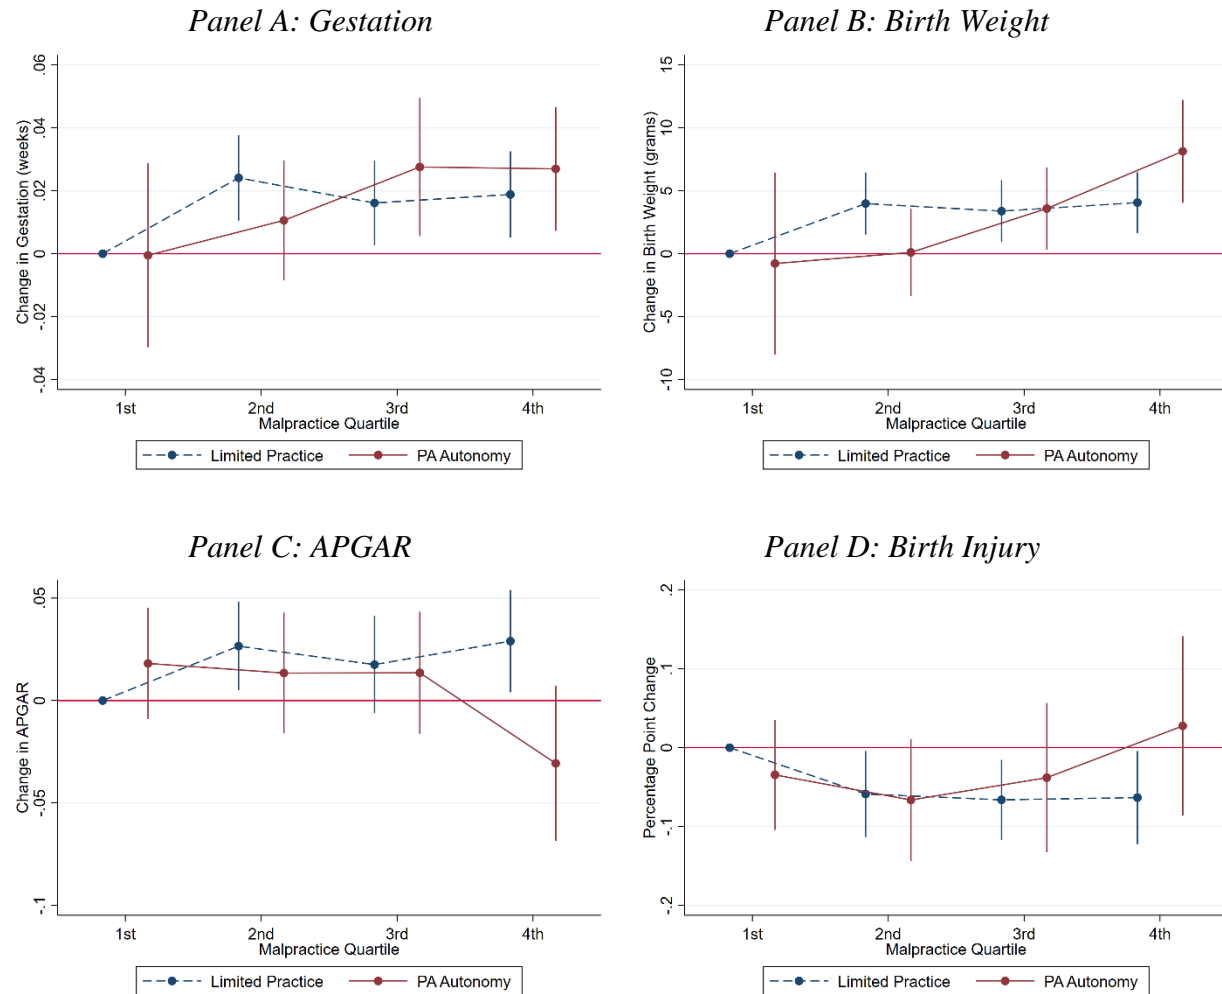 Panel A: Gestation
Change in Gestation (weeks)
.06
.04
.02
0
-.02
-.04
1st 2nd 3rd 4th
Malpractice Quartile
Limited Practice PA Autonomy
Panel B: Birth Weight
Change in Birth Weight (grams)
15
10
5
0
-5
-10
1st 2nd 3rd 4th
Malpractice Quartile
Limited Practice PA Autonomy
Panel C: APGAR
Change in APGAR
.05
0
-.05
-.1
1st 2nd 3rd 4th
Malpractice Quartile
Limited Practice PA Autonomy
Panel D: Birth Injury
Percentage Point Change
.2
.1
0
-.1
-.2
1st 2nd 3rd 4th
Malpractice Quartile
Limited Practice PA Autonomy